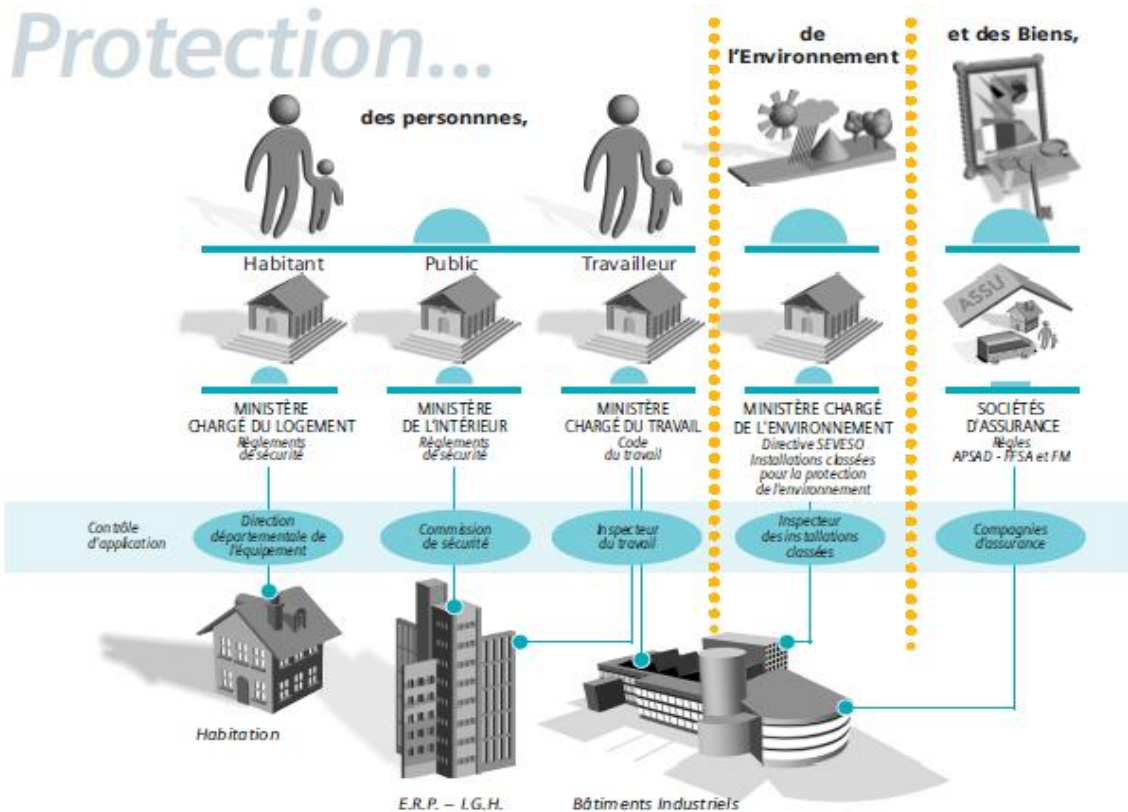 Protection...
des personnnes,
de
l'Environnement
et des Biens,
Habitant
Public
Travailleur
ASSU
MINISTÈRE
CHARGÉ DU LOGEMENT
Règlements
de sécurité
MINISTÈRE
DE L'INTÉRIEUR
Règlements
de sécurité
MINISTÈRE
CHARGÉ DU TRAVAIL
Code
du travail
MINISTÈRE CHARGÉ
DE L'ENVIRONNEMENT
Directive SEVESO
Installations classées
pour la protection
de l'environnement
SOCIÉTÉS
D'ASSURANCE
Règles
APSAD - FFSA et FM
Contrôle
d'application
Direction
départementale de
l'équipement
Commission
de sécurité
Inspecteur
du travail
Inspecteur
des installations
classées
Compagnies
d'assurance
Habitation
E.R.P. – I.G.H.
Bâtiments Industriels